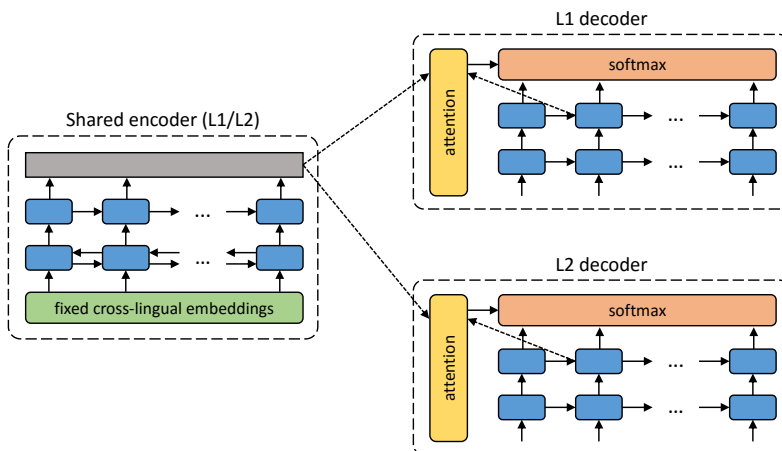 Shared encoder (L1/L2)
...
...
fixed cross-lingual embeddings
L1 decoder
attention
softmax
...
...
L2 decoder
attention
softmax
...
...